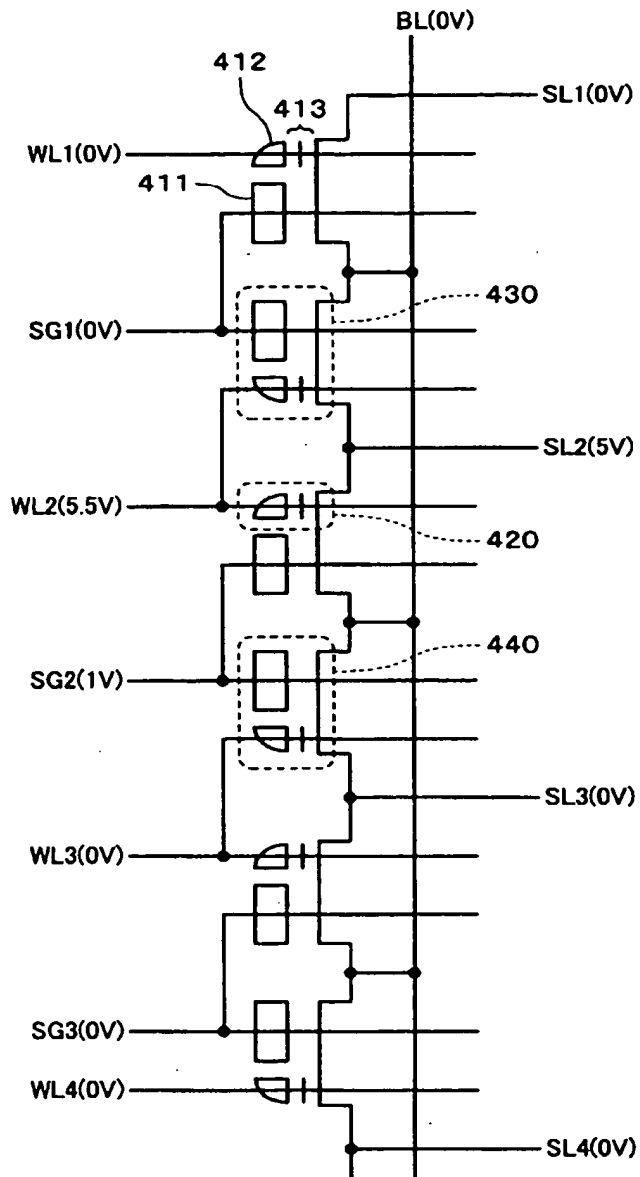 BL(0V)
412
SL1(0V)
413
WL1(0V)
411
430
SG1(0V)
SL2(5V)
WL2(5.5V)
420
440
SG2(1V)
SL3(0V)
WL3(0V)
SG3(0V)
WL4(0V)
SL4(0V)